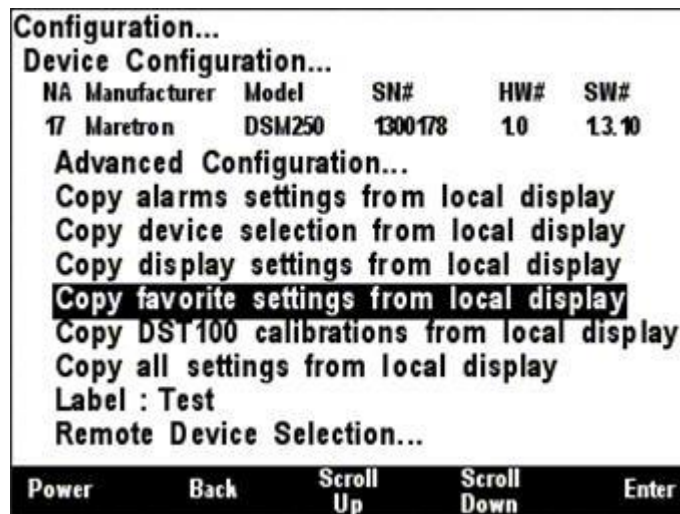 Configuration...
Device Configuration...
NA Manufacturer Model SN# HW# SW#
17 Maretron DSM250 1300178 1.0 1.3.10
Advanced Configuration...
Copy alarms settings from local display
Copy device selection from local display
Copy display settings from local display
Copy favorite settings from local display
Copy DST100 calibrations from local display
Copy all settings from local display
Label : Test
Remote Device Selection...
Power Back Scroll Up Scroll Down Enter